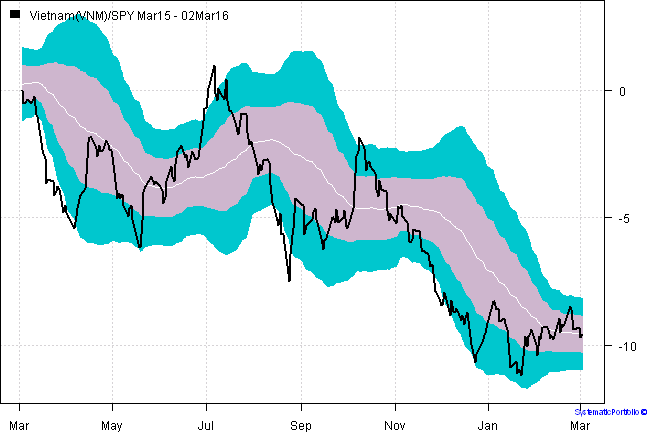 Vietnam(VNM)/SPY Mar15 - 02Mar16
0
-5
-10
Mar May Jul Sep Nov Jan Mar
SystematicPortfolio ©